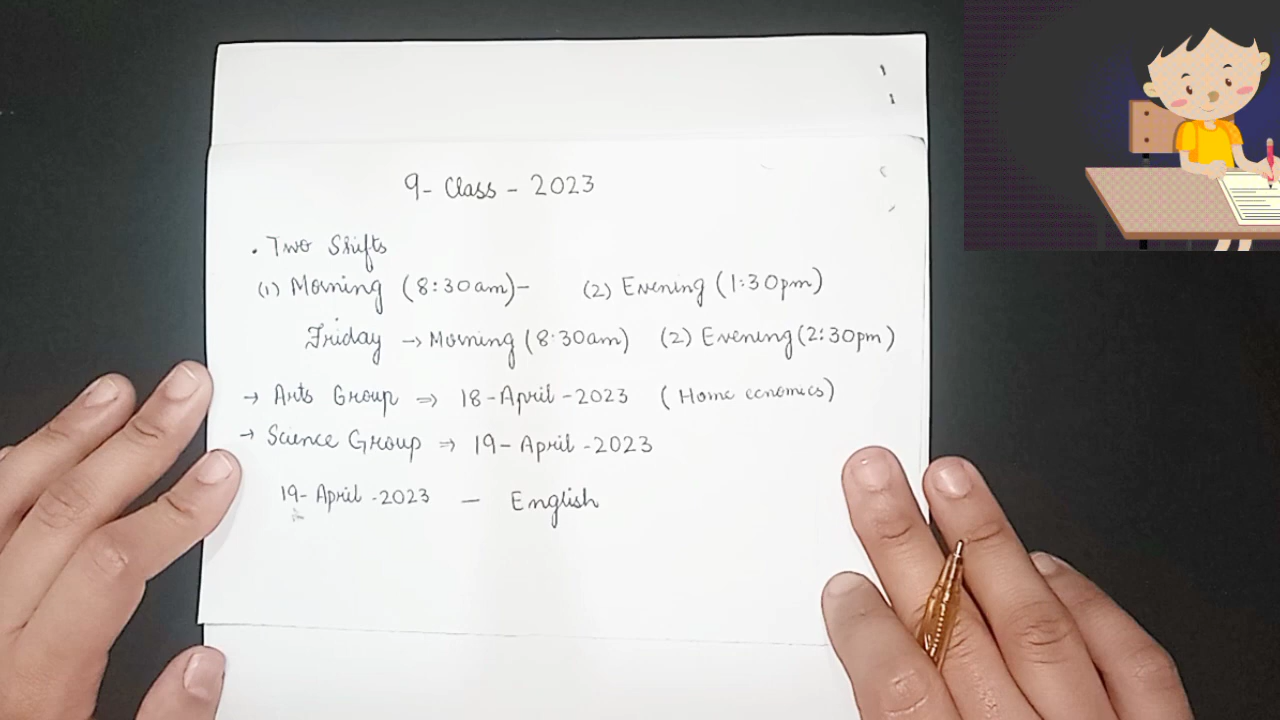 9- Class - 2023
. Two Shifts
(1) Morning (8:30am)- (2) Evening (1:30pm)
Friday → Morning (8:30am) (2) Evening (2:30pm)
→ Arts Group ⇒ 18-April-2023 (Home ecnomics)
→ Science Group ⇒ 19-April-2023
19-April-2023 — English